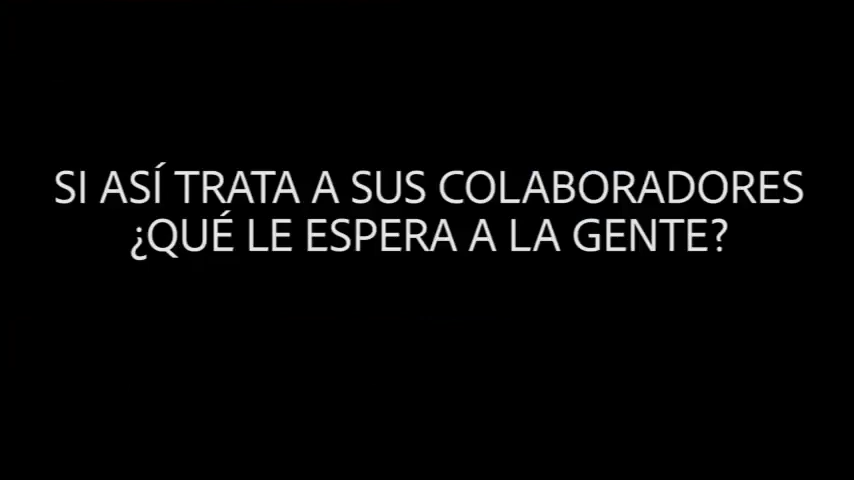 SI ASÍ TRATA A SUS COLABORADORES
¿QUÉ LE ESPERA A LA GENTE?